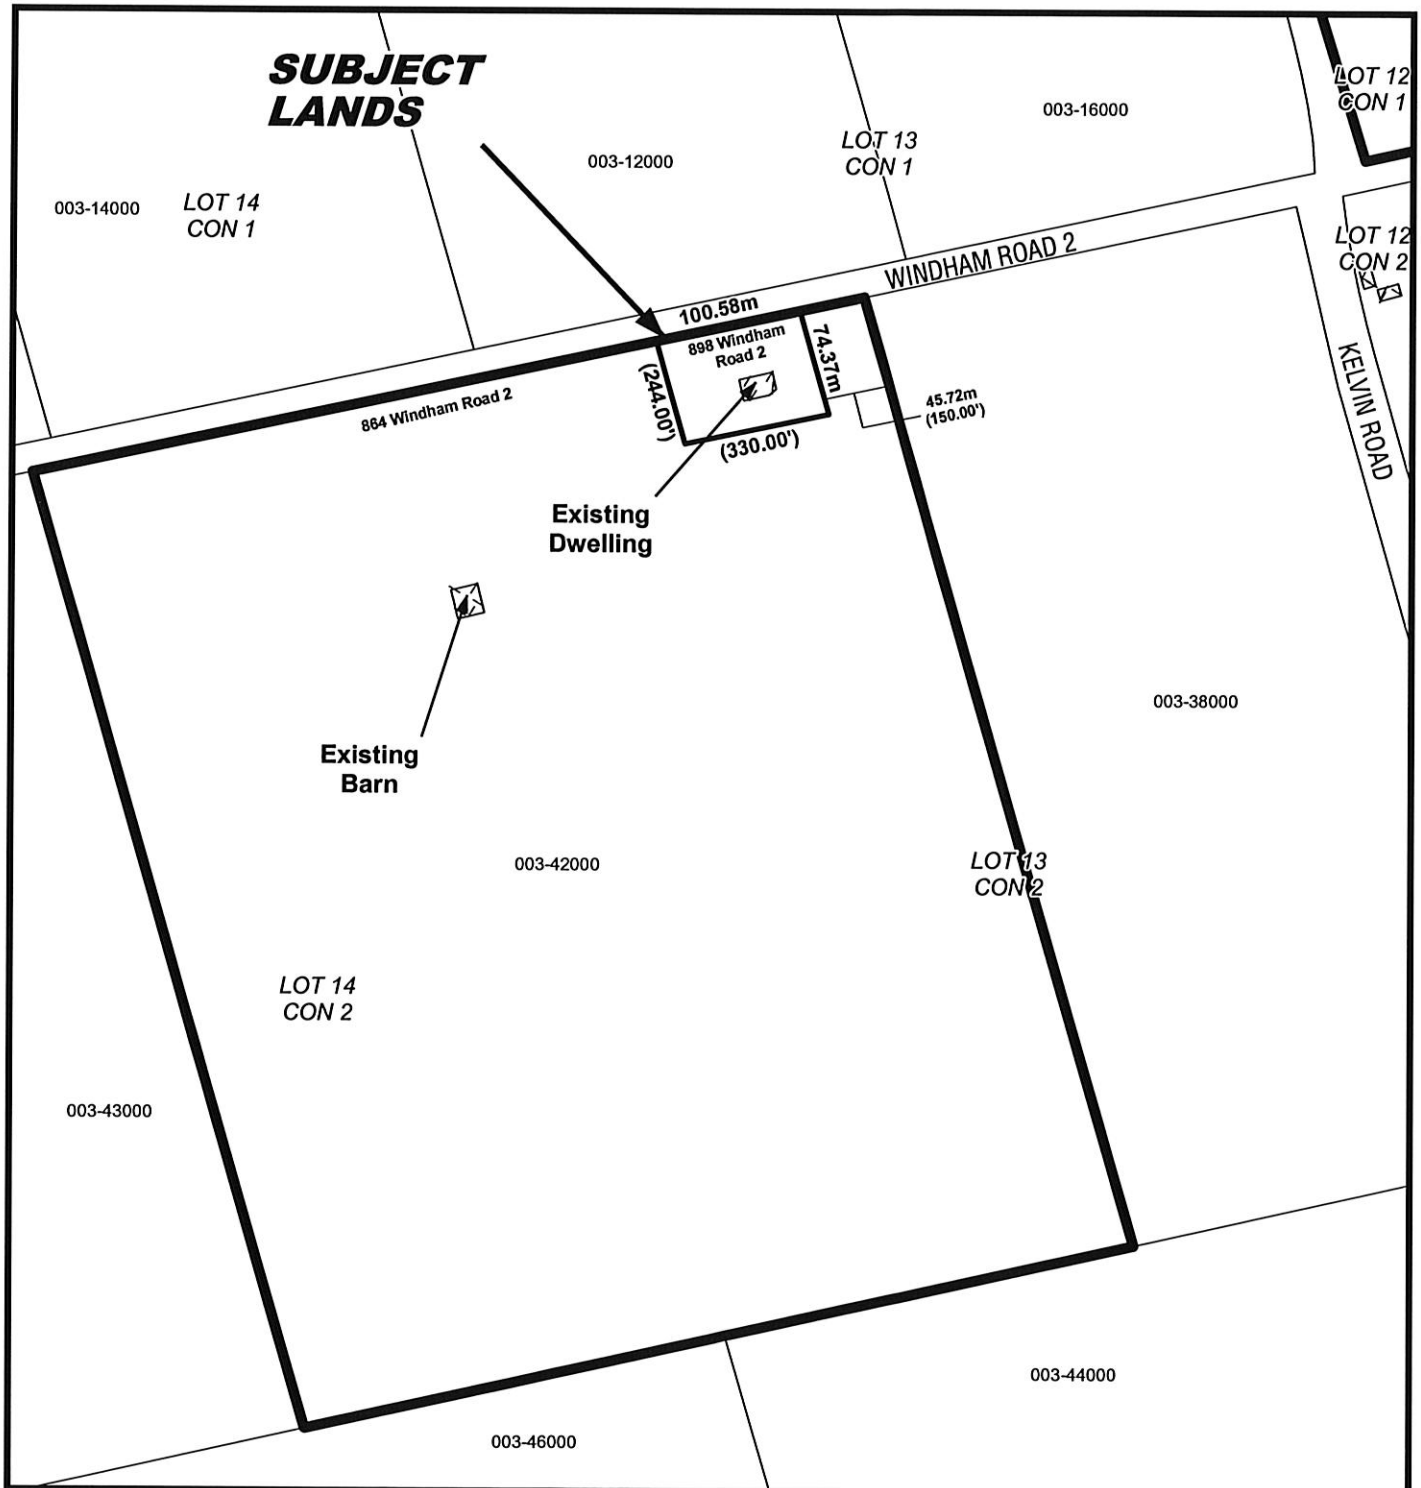 SUBJECT
LANDS
LOT 12
CON 1
003-16000
LOT 13
CON 1
003-12000
003-14000
LOT 14
CON 1
LOT 12
CON 2
WINDHAM ROAD 2
100.58m
898 Windham
Road 2
74.37m
(244.00')
(330.00')
45.72m
(150.00')
KELVIN ROAD
864 Windham Road 2
Existing
Dwelling
Existing
Barn
003-38000
003-42000
LOT 13
CON 2
LOT 14
CON 2
003-43000
003-44000
003-46000